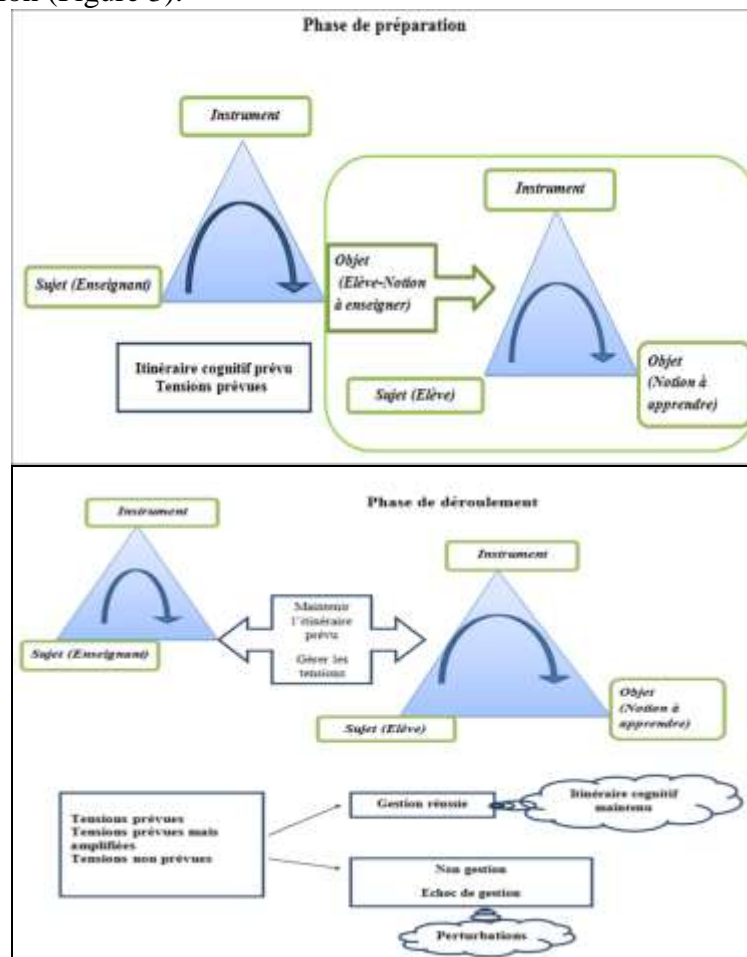 ion (Figure 3).
Phase de préparation
Instrument
Instrument
Sujet (Enseignant)
Objet
(Elève-Notion
à enseigner)
Itinéraire cognitif prévu
Tensions prévues
Sujet (Elève)
Objet
(Notion à
apprendre)
Phase de déroulement
Instrument
Instrument
Maintenir
l'itinéraire
prévu
Gérer les
tensions
Sujet (Enseignant)
Sujet (Elève)
Objet
(Notion à
apprendre)
Tensions prévues
Tensions prévues mais
amplifiées
Tensions non prévues
Gestion réussie
Itinéraire cognitif
maintenu
Non gestion
Echec de gestion
Perturbations